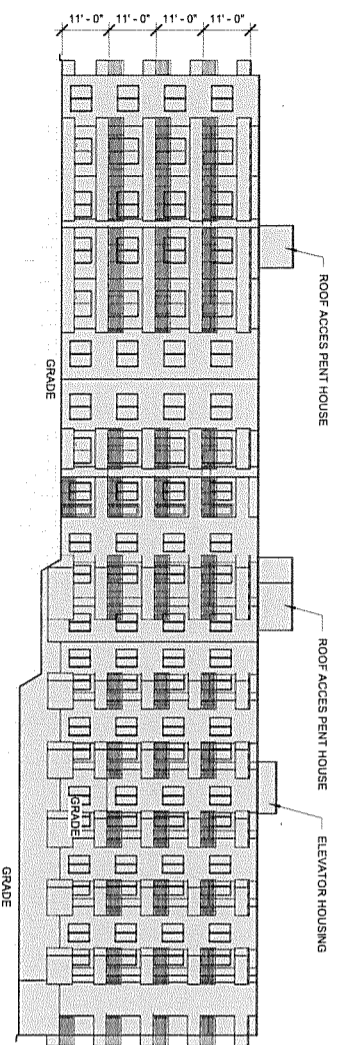 11' - 0"
11' - 0"
11' - 0"
11' - 0"
ROOF ACCES PENT HOUSE
ROOF ACCES PENT HOUSE
ELEVATOR HOUSING
GRADE
GRADE
GRADE